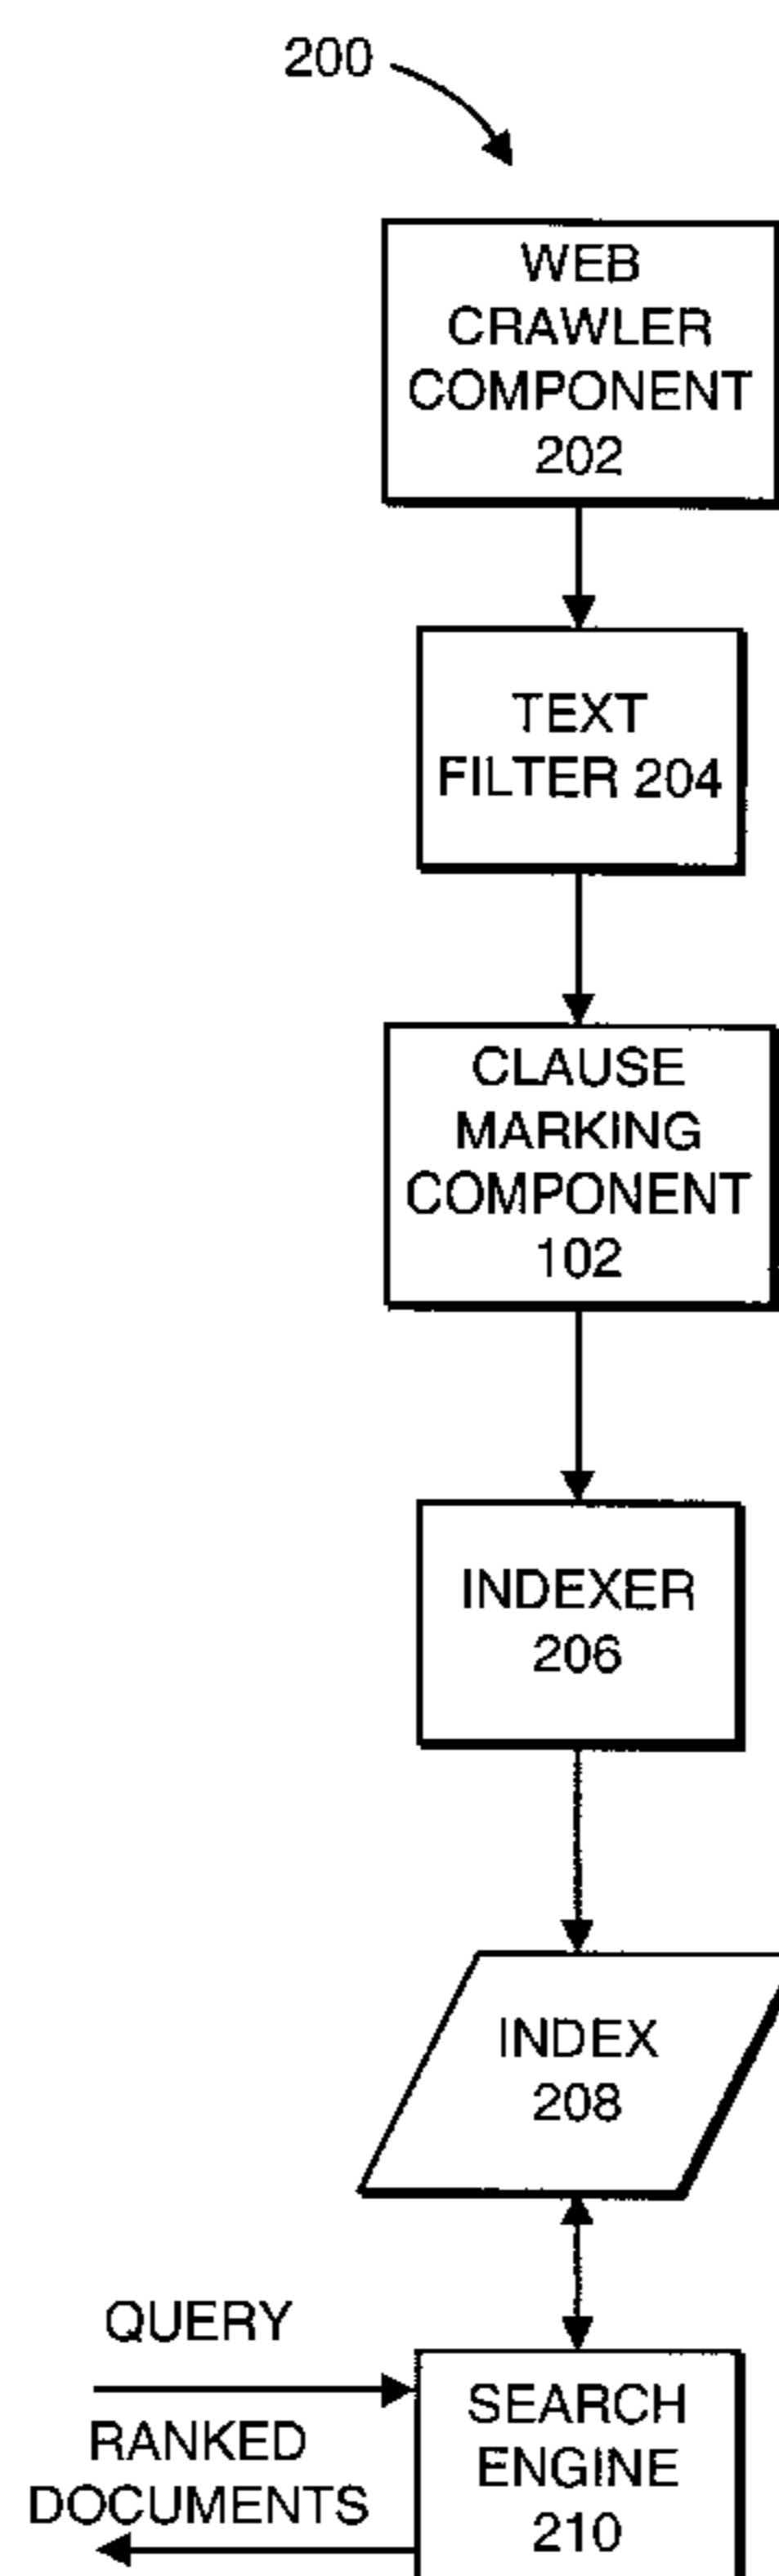 200
WEB
CRAWLER
COMPONENT
202
TEXT
FILTER 204
CLAUSE
MARKING
COMPONENT
102
INDEXER
206
INDEX
208
QUERY
RANKED
DOCUMENTS
SEARCH
ENGINE
210